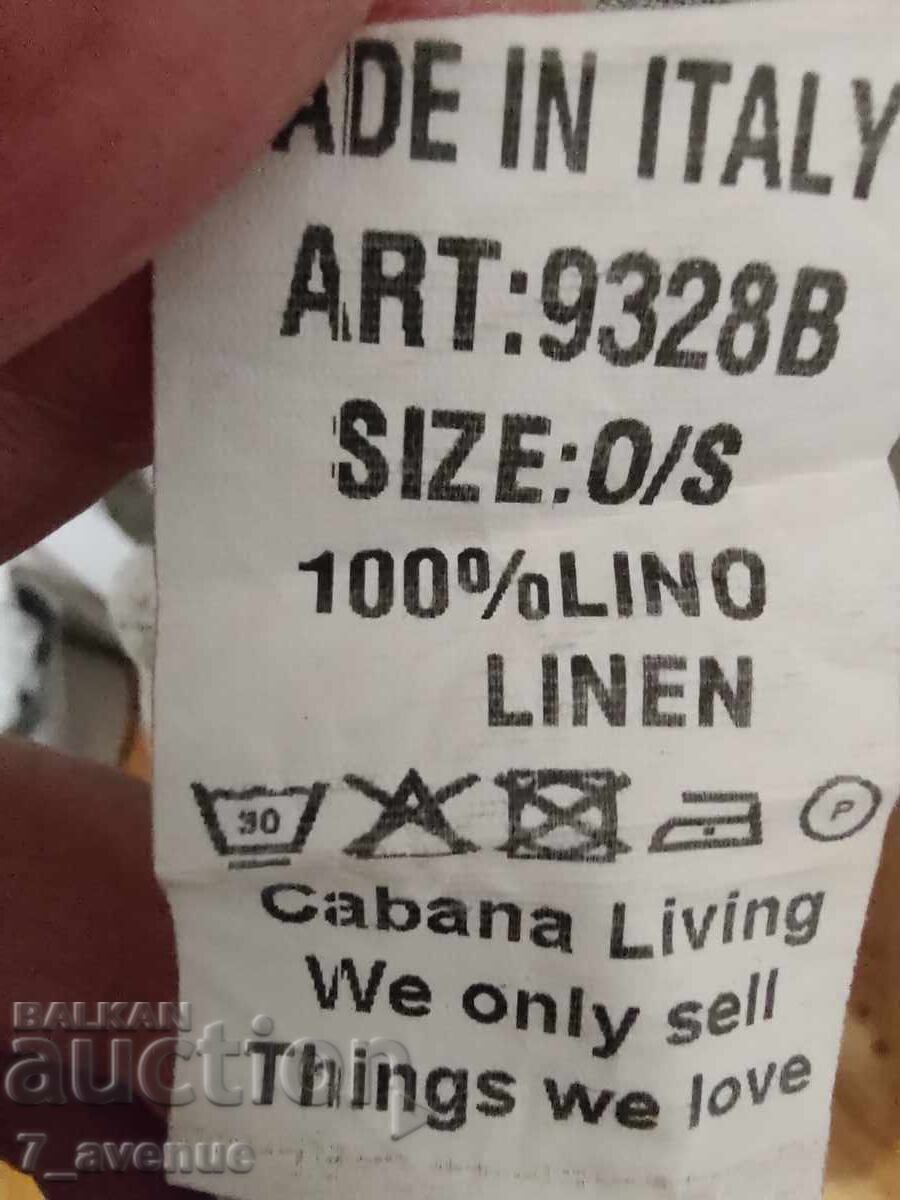 ADE IN ITALY
ART:9328B
SIZE:O/S
100%LINO
LINEN
30
P
Cabana Living
We only sell
Things we love
BALKAN
auction
7_avenue